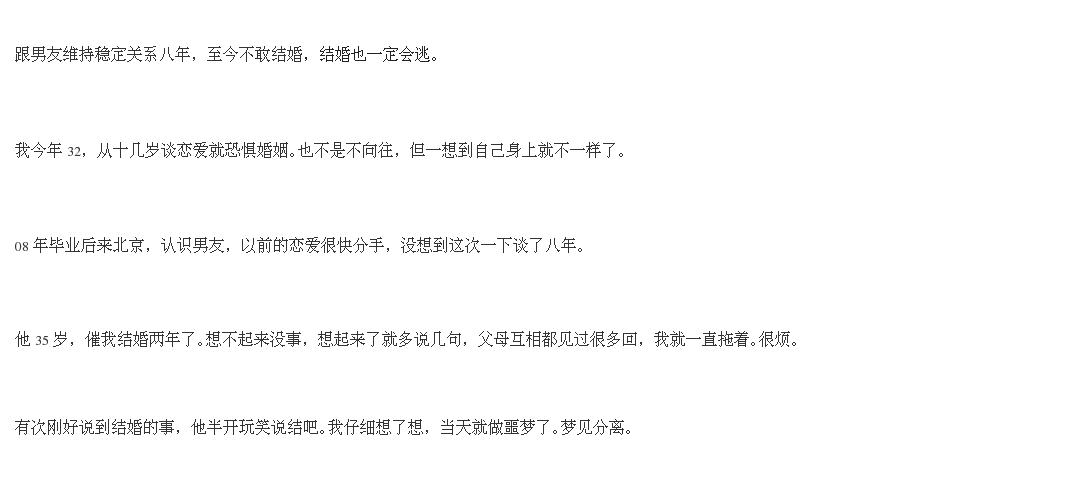 跟男友维持稳定关系八年，至今不敢结婚，结婚也一定会逃。
我今年 32，从十几岁谈恋爱就恐惧婚姻。也不是不向往，但一想到自己身上就不一样了。
08 年毕业后来北京，认识男友，以前的恋爱很快分手，没想到这次一下谈了八年。
他 35 岁，催我结婚两年了。想不起来没事，想起来了就多说几句，父母互相都见过很多回，我就一直拖着。很烦。
有次刚好说到结婚的事，他半开玩笑说结吧。我仔细想了想，当天就做噩梦了。梦见分离。